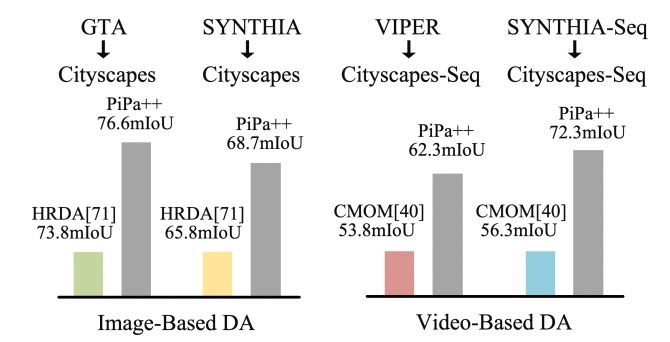 GTA
↓
Cityscapes
PiPa++
76.6mIoU
HRDA[71]
73.8mIoU
SYNTHIA
↓
Cityscapes
PiPa++
68.7mIoU
HRDA[71]
65.8mIoU
Image-Based DA
VIPER
↓
Cityscapes-Seq
PiPa++
62.3mIoU
CMOM[40]
53.8mIoU
SYNTHIA-Seq
↓
Cityscapes-Seq
PiPa++
72.3mIoU
CMOM[40]
56.3mIoU
Video-Based DA